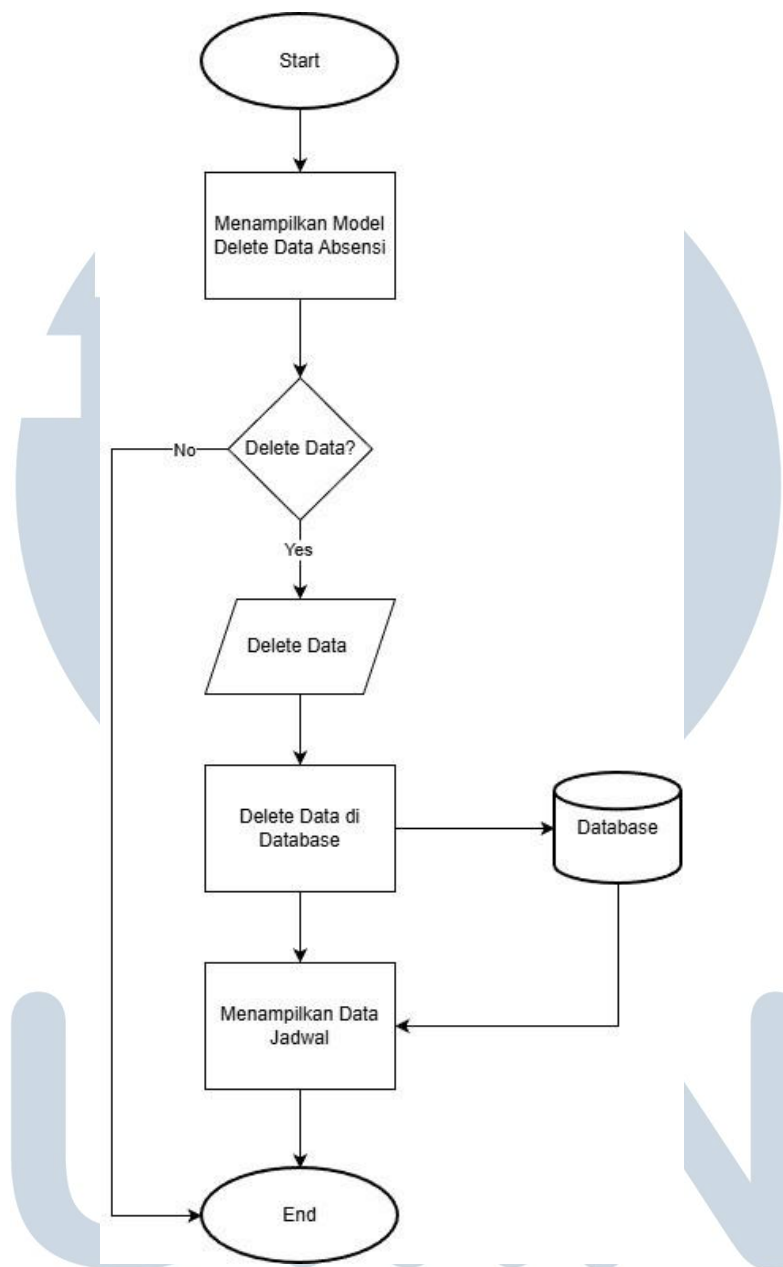 Start
Menampilkan Model
Delete Data Absensi
Delete Data?
No
Yes
Delete Data
Delete Data di
Database
Database
Menampilkan Data
Jadwal
End